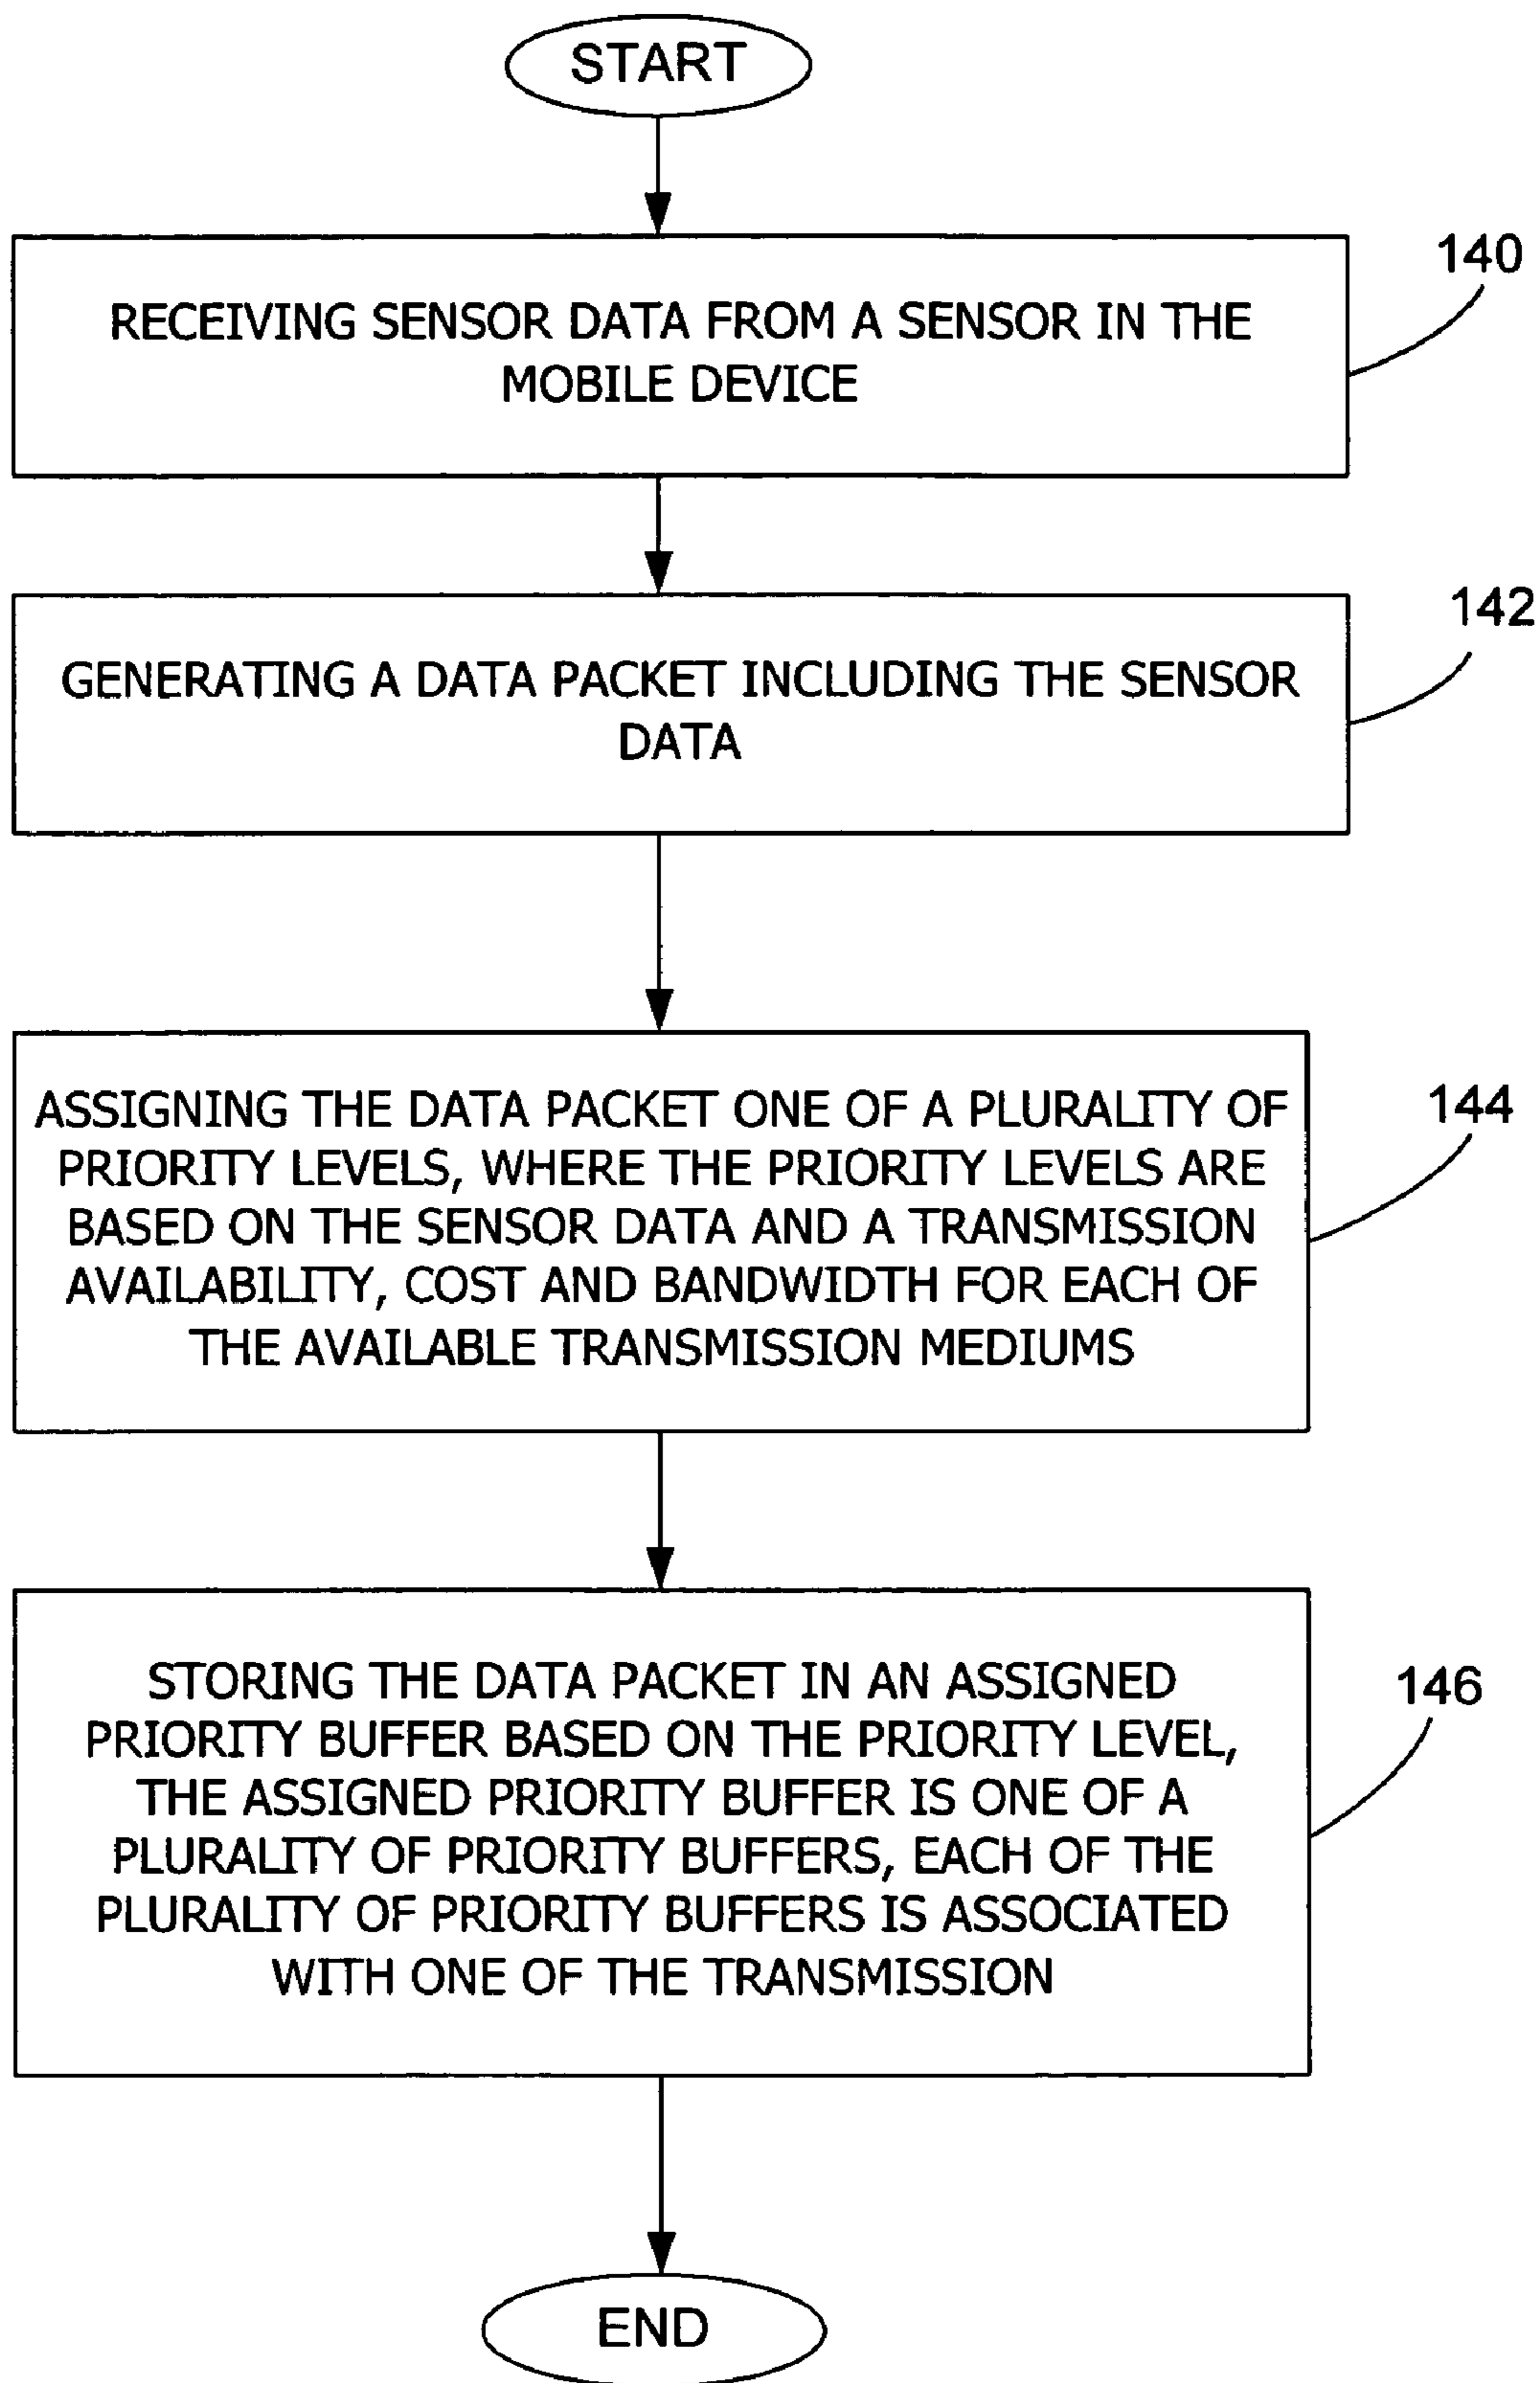 START
140
RECEIVING SENSOR DATA FROM A SENSOR IN THE
MOBILE DEVICE
142
GENERATING A DATA PACKET INCLUDING THE SENSOR
DATA
144
ASSIGNING THE DATA PACKET ONE OF A PLURALITY OF
PRIORITY LEVELS, WHERE THE PRIORITY LEVELS ARE
BASED ON THE SENSOR DATA AND A TRANSMISSION
AVAILABILITY, COST AND BANDWIDTH FOR EACH OF
THE AVAILABLE TRANSMISSION MEDIUMS
146
STORING THE DATA PACKET IN AN ASSIGNED
PRIORITY BUFFER BASED ON THE PRIORITY LEVEL,
THE ASSIGNED PRIORITY BUFFER IS ONE OF A
PLURALITY OF PRIORITY BUFFERS, EACH OF THE
PLURALITY OF PRIORITY BUFFERS IS ASSOCIATED
WITH ONE OF THE TRANSMISSION
END